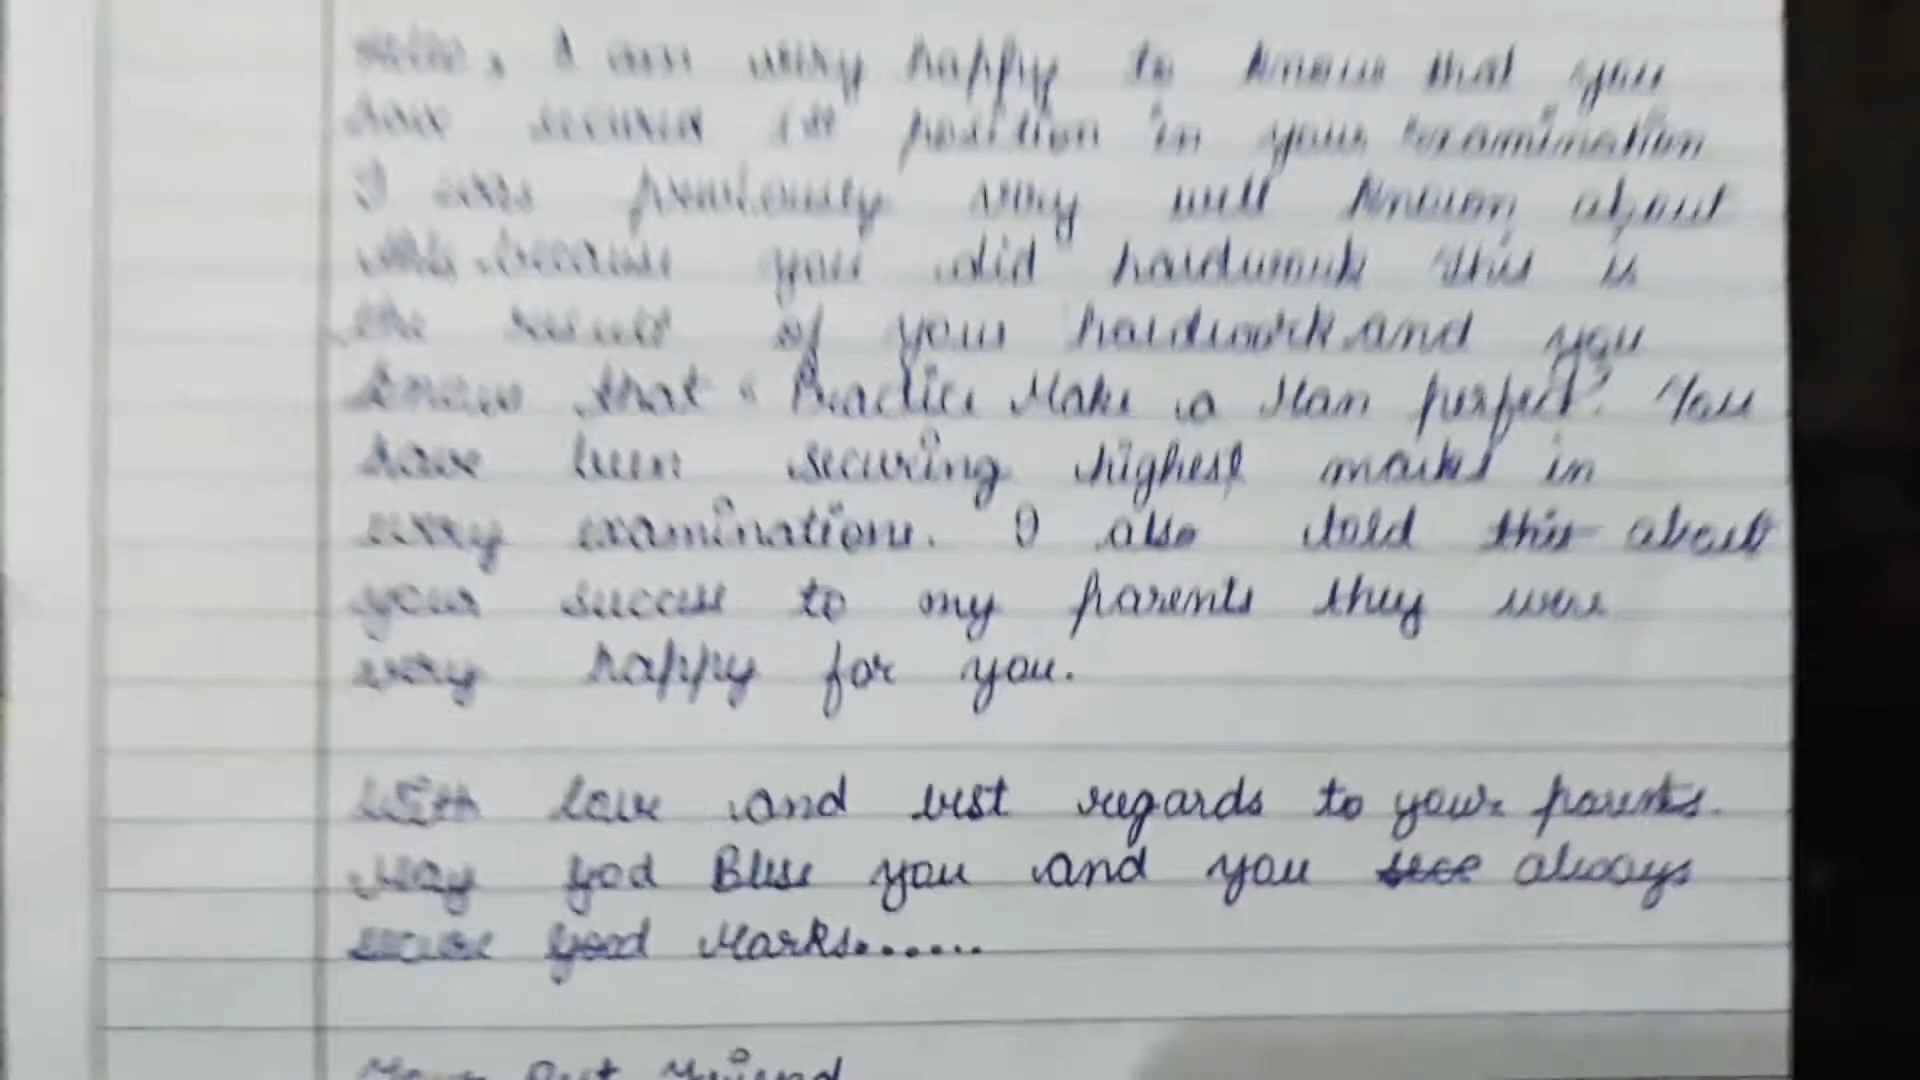 Hello, I am very happy to know that you
have secured 1st position in your examination
I was previously very well known about
this because you did hardwork this is
the result of your hardwork and you
know that "Practice Make a Man perfect". You
have been securing highest marks in
every examinations. I also told this about
your success to my parents they were
very happy for you.
With love and best regards to your parents.
May god Bless you and you always
secure good Marks.......
Friend